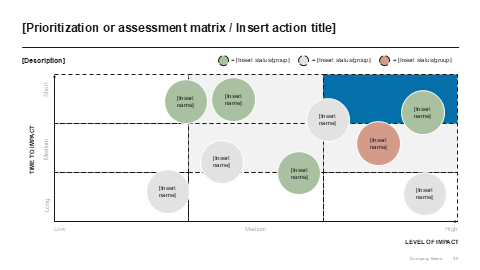 [Prioritization or assessment matrix / Insert action title]
[Description]
= [Insert status/group]
= [Insert status/group]
= [Insert status/group]
TIME TO IMPACT
Short
Medium
Long
[Insert
name]
[Insert
name]
[Insert
name]
[Insert
name]
[Insert
name]
[Insert
name]
[Insert
name]
[Insert
name]
[Insert
name]
Low
Medium
High
LEVEL OF IMPACT
Company Name